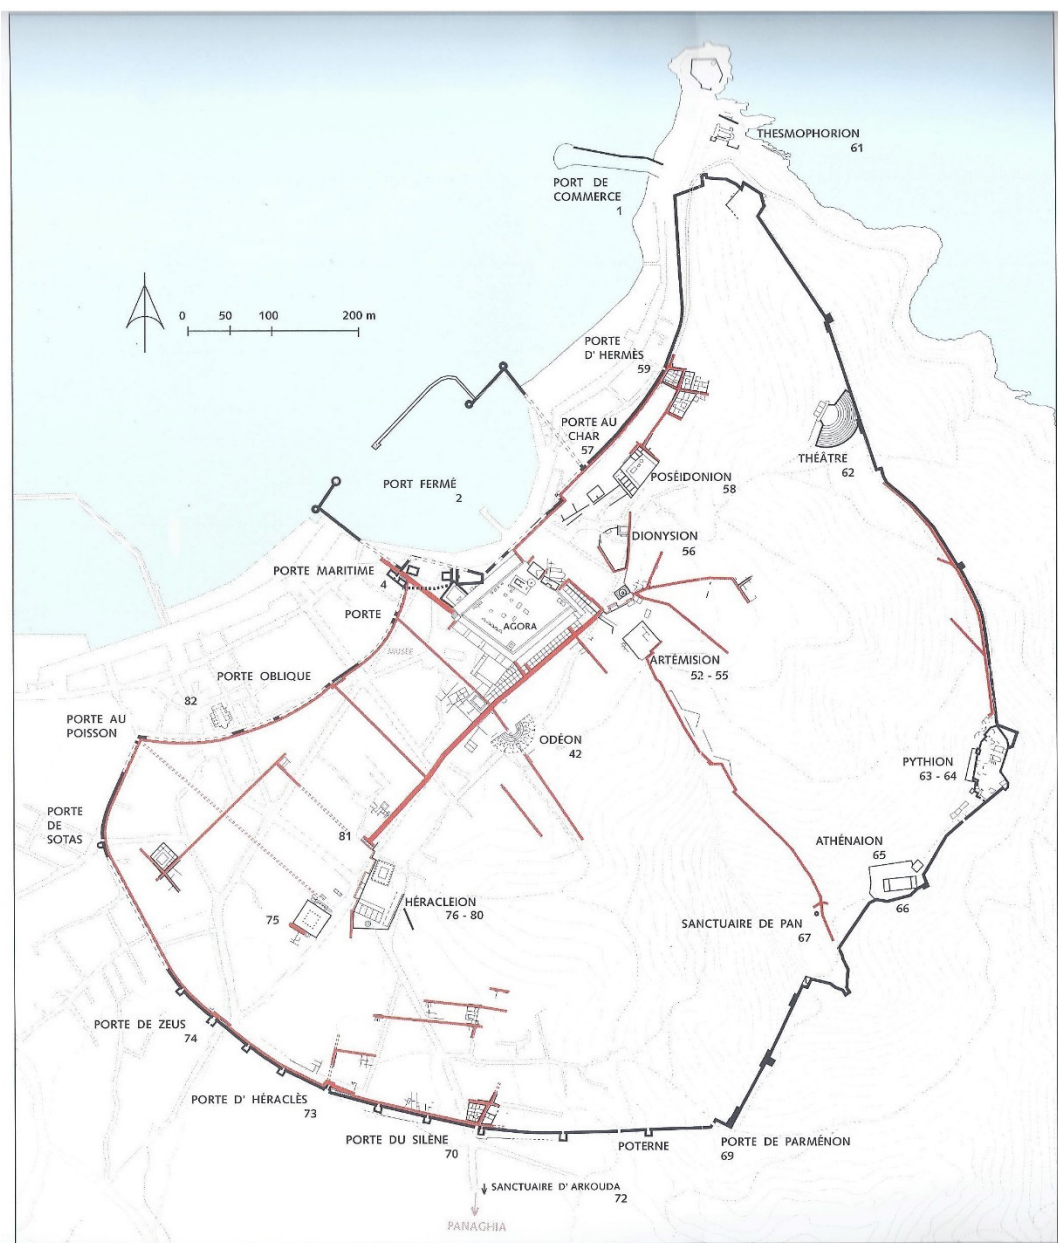 THESMOPHORION
61
PORT DE
COMMERCE
1
0 50 100 200 m
PORTE
D' HERMÈS
59
PORTE AU
CHAR
57
THÉÂTRE
62
PORT FERMÉ
2
POSÉIDONION
58
DIONYSION
56
PORTE MARITIME
4
PORTE
AGORA
MUSÉE
ARTÉMISION
52 - 55
PORTE OBLIQUE
82
PORTE AU
POISSON
ODÉON
42
PYTHION
63 - 64
PORTE
DE
SOTAS
81
ATHÉNAION
65
66
HÉRACLEION
76 - 80
75
SANCTUAIRE DE PAN
67
PORTE DE ZEUS
74
PORTE D' HÉRACLÈS
73
PORTE DU SILÈNE
70
POTERNE
PORTE DE PARMÉNON
69
SANCTUAIRE D'ARKOUDA
72
PANAGHIA